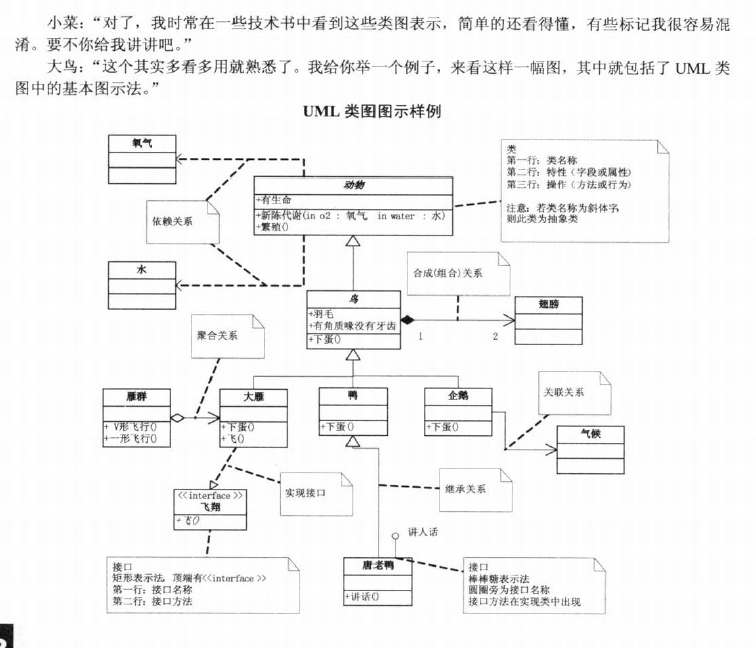 小菜：“对了，我时常在一些技术书中看到这些类图表示，简单的还看得懂，有些标记我很容易混
淆。要不你给我讲讲吧。”
大鸟：“这个其实多看多用就熟悉了。我给你举一个例子，来看这样一幅图，其中就包括了 UML 类
图中的基本图示法。”
UML 类图图示样例
氧气
类
第一行：类名称
第二行：特性（字段或属性）
第三行：操作（方法或行为）
注意：若类名称为斜体字，
则此类为抽象类
动物
+有生命
+新陈代谢(in o2 : 氧气, in water : 水)
+繁殖()
依赖关系
水
合成(组合)关系
鸟
+羽毛
+有角质喙没有牙齿
+下蛋()
1
2
翅膀
聚合关系
雁群
+ V形飞行()
+一形飞行()
大雁
+下蛋()
+飞()
鸭
+下蛋()
企鹅
+下蛋()
关联关系
气候
<<interface>>
飞翔
+飞()
实现接口
继承关系
讲人话
接口
矩形表示法，顶端有<<interface>>
第一行：接口名称
第二行：接口方法
唐老鸭
+讲话()
接口
棒棒糖表示法
圆圈旁为接口名称
接口方法在实现类中出现